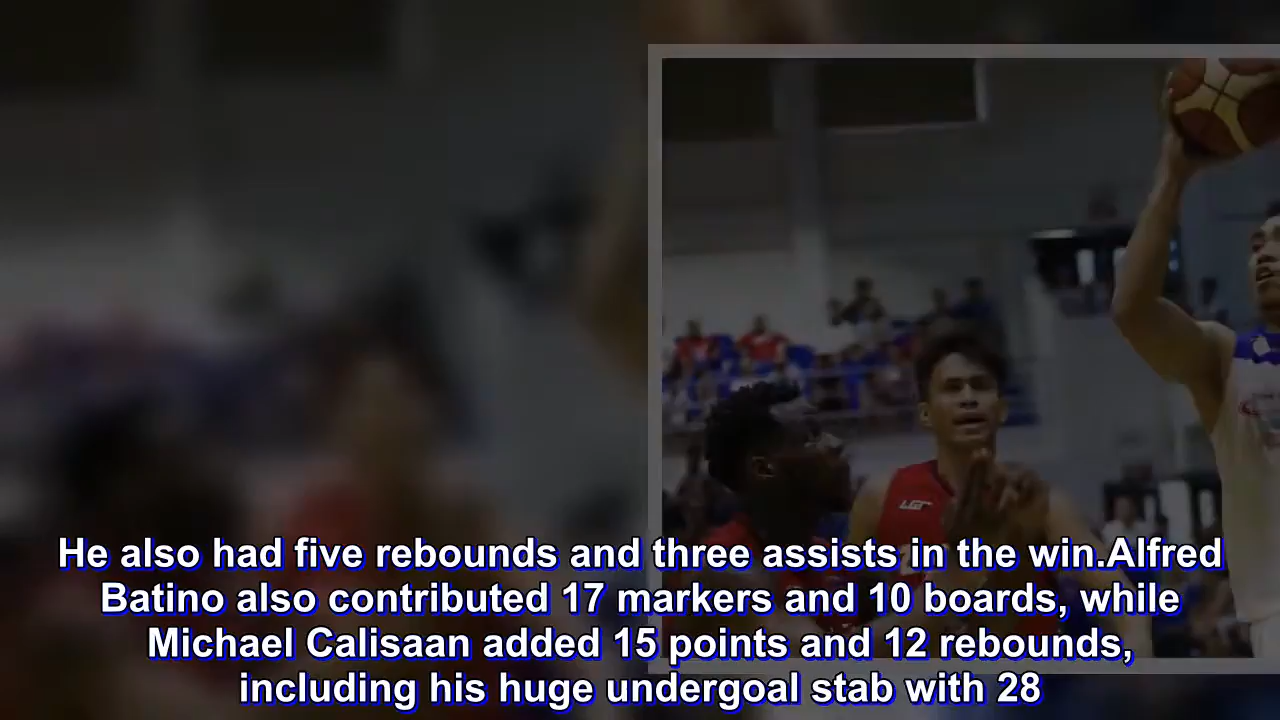 LGR
He also had five rebounds and three assists in the win.Alfred
Batino also contributed 17 markers and 10 boards, while
Michael Calisaan added 15 points and 12 rebounds,
including his huge undergoal stab with 28